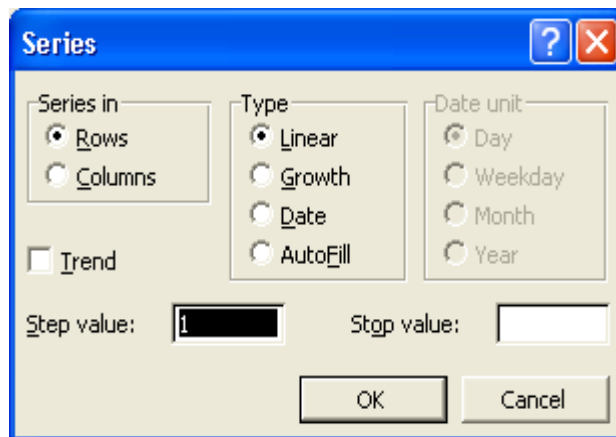 Series
Series in
Rows
Columns
Trend
Type
Linear
Growth
Date
AutoFill
Date unit
Day
Weekday
Month
Year
Step value: 1
Stop value:
OK
Cancel